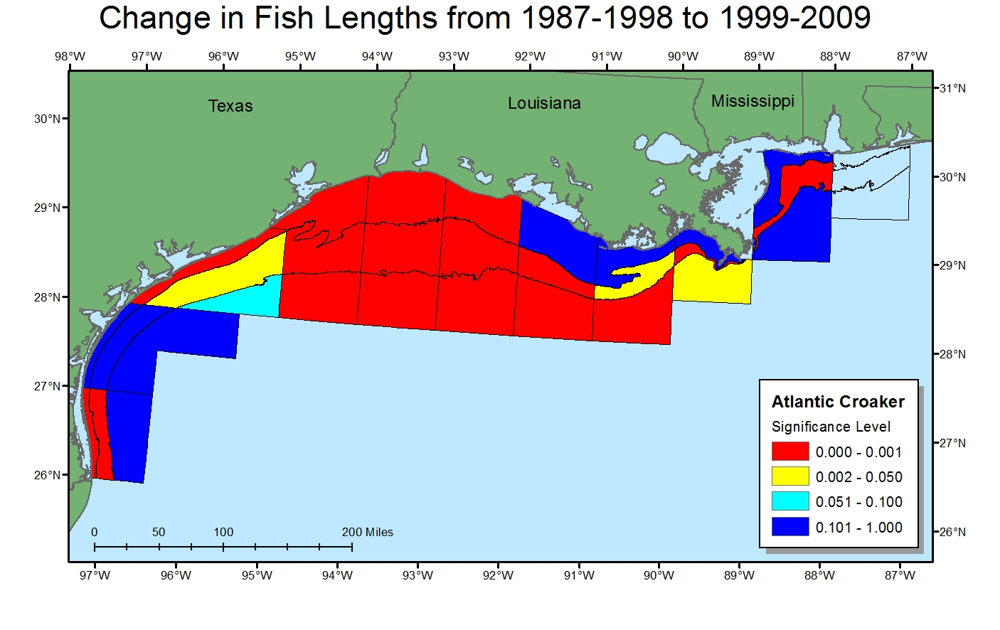 Change in Fish Lengths from 1987-1998 to 1999-2009
98°W 97°W 96°W 95°W 94°W 93°W 92°W 91°W 90°W 89°W 88°W 87°W
31°N
Texas Louisiana Mississippi
30°N
30°N
29°N
29°N
28°N
28°N
27°N
Atlantic Croaker
Significance Level
0.000 - 0.001
0.002 - 0.050
0.051 - 0.100
0.101 - 1.000
27°N
26°N
26°N
0 50 100 200 Miles
97°W 96°W 95°W 94°W 93°W 92°W 91°W 90°W 89°W 88°W 87°W